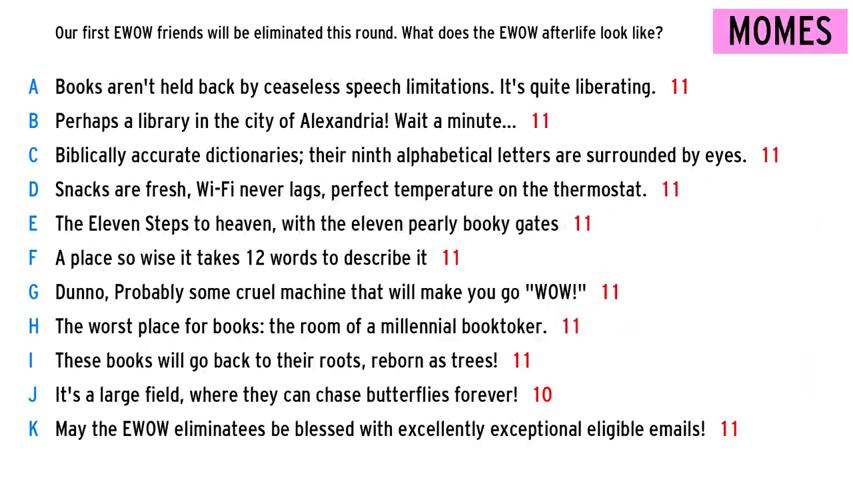 Our first EWOW friends will be eliminated this round. What does the EWOW afterlife look like?
MOMES
A Books aren't held back by ceaseless speech limitations. It's quite liberating. 11
B Perhaps a library in the city of Alexandria! Wait a minute... 11
C Biblically accurate dictionaries; their ninth alphabetical letters are surrounded by eyes. 11
D Snacks are fresh, Wi-Fi never lags, perfect temperature on the thermostat. 11
E The Eleven Steps to heaven, with the eleven pearly booky gates 11
F A place so wise it takes 12 words to describe it 11
G Dunno, Probably some cruel machine that will make you go "WOW!" 11
H The worst place for books: the room of a millennial booktoker. 11
I These books will go back to their roots, reborn as trees! 11
J It's a large field, where they can chase butterflies forever! 10
K May the EWOW eliminatees be blessed with excellently exceptional eligible emails! 11